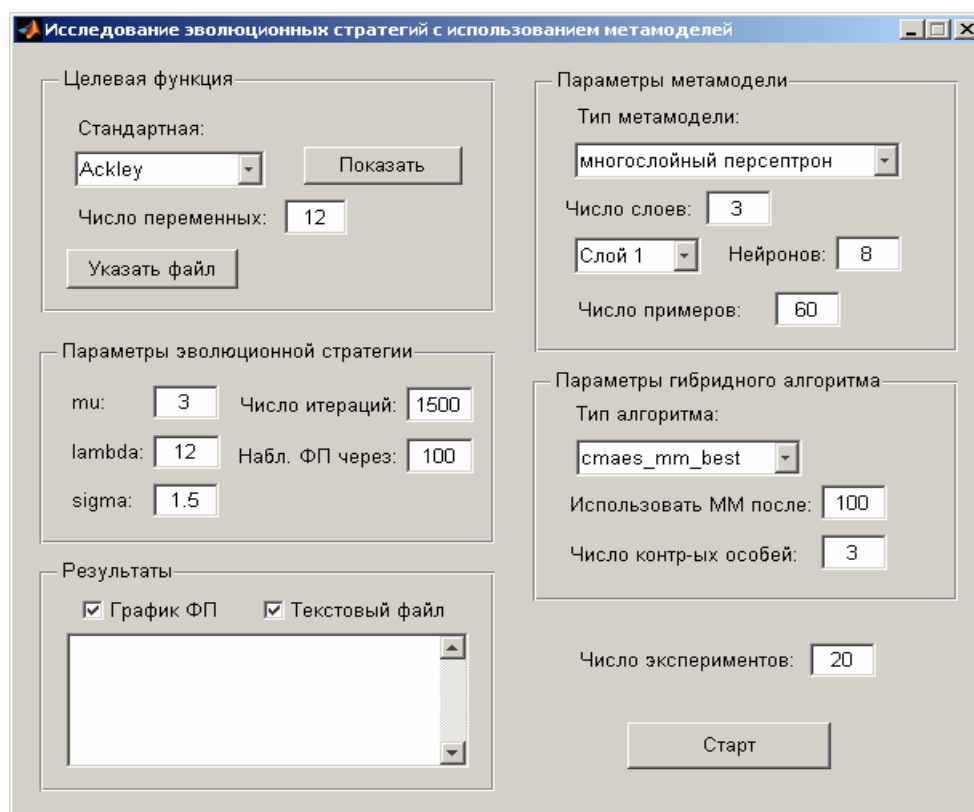 Исследование эволюционных стратегий с использованием метамоделей
Целевая функция
Стандартная:
Ackley
Показать
Число переменных: 12
Указать файл
Параметры эволюционной стратегии
mu: 3 Число итераций: 1500
lambda: 12 Набл. ФП через: 100
sigma: 1.5
Результаты
График ФП Текстовый файл
Параметры метамодели
Тип метамодели:
многослойный персептрон
Число слоев: 3
Слой 1 Нейронов: 8
Число примеров: 60
Параметры гибридного алгоритма
Тип алгоритма:
cmaes_mm_best
Использовать ММ после: 100
Число контр-ых особей: 3
Число экспериментов: 20
Старт